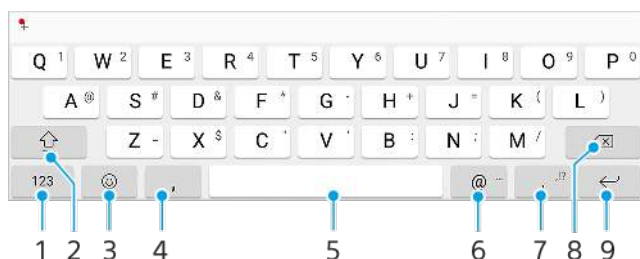 Q 1 W 2 E 3 R 4 T 5 Y 6 U 7 I 8 O 9 P 0
A @ S # D & F * G - H + J = K ( L )
Z - X $ C " V ' B : N ; M /
123 , @ ... . ,!?
1 2 3 4 5 6 7 8 9